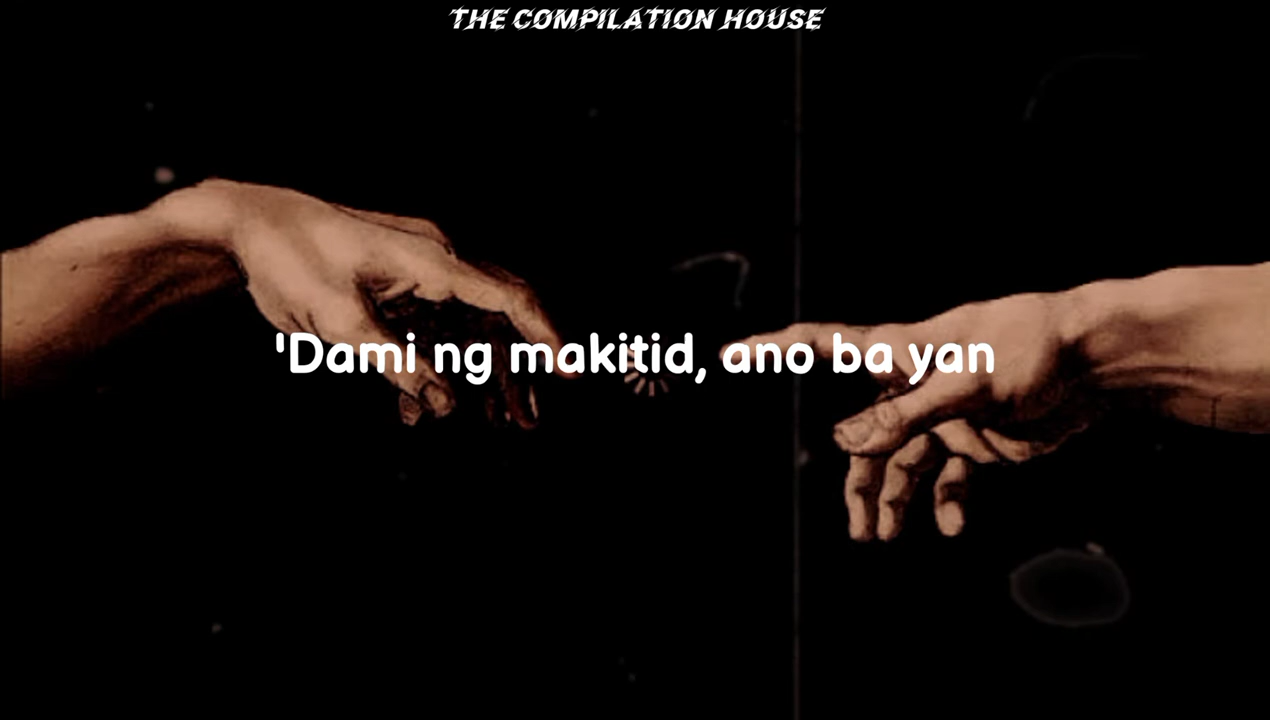 THE COMPILATION HOUSE
'Dami ng makitid, ano ba yan